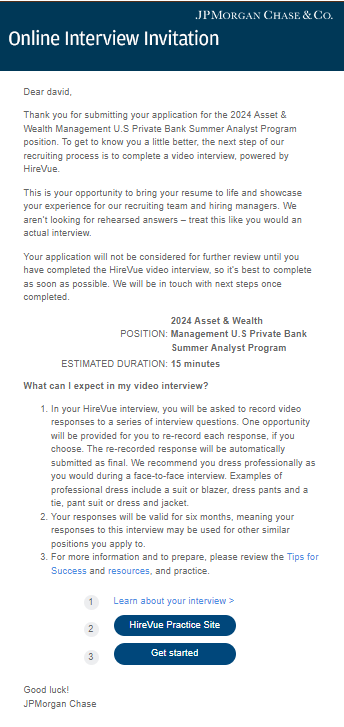 JPMORGAN CHASE & CO.
Online Interview Invitation
Dear david,
Thank you for submitting your application for the 2024 Asset &
Wealth Management U.S Private Bank Summer Analyst Program
position. To get to know you a little better, the next step of our
recruiting process is to complete a video interview, powered by
HireVue.
This is your opportunity to bring your resume to life and showcase
your experience for our recruiting team and hiring managers. We
aren't looking for rehearsed answers – treat this like you would an
actual interview.
Your application will not be considered for further review until you
have completed the HireVue video interview, so it's best to complete
as soon as possible. We will be in touch with next steps once
completed.
2024 Asset & Wealth
POSITION: Management U.S Private Bank
Summer Analyst Program
ESTIMATED DURATION: 15 minutes
What can I expect in my video interview?
1. In your HireVue interview, you will be asked to record video
responses to a series of interview questions. One opportunity
will be provided for you to re-record each response, if you
choose. The re-recorded response will be automatically
submitted as final. We recommend you dress professionally as
you would during a face-to-face interview. Examples of
professional dress include a suit or blazer, dress pants and a
tie, pant suit or dress and jacket.
2. Your responses will be valid for six months, meaning your
responses to this interview may be used for other similar
positions you apply to.
3. For more information and to prepare, please review the Tips for
Success and resources, and practice.
1 Learn about your interview >
2 HireVue Practice Site
3 Get started
Good luck!
JPMorgan Chase